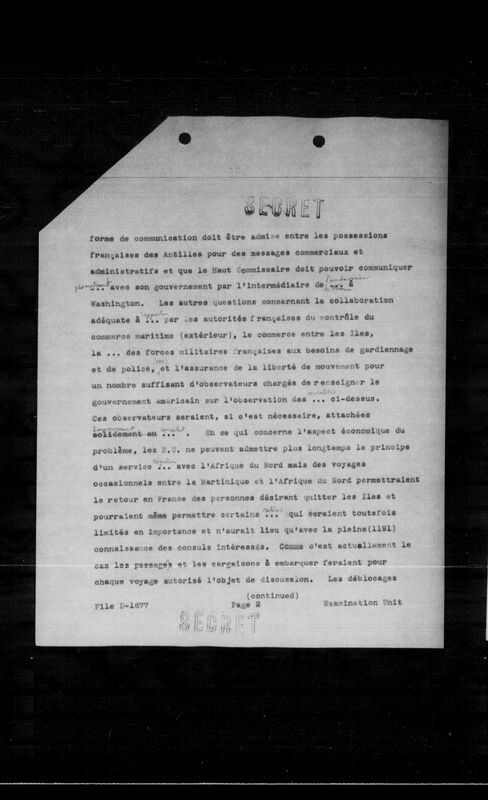 SECRET
forme de communication doit être admise entre les possessions
françaises des Antilles pour des messages commerciaux et
administratifs et que le Haut Commissaire doit pouvoir communiquer
... avec son gouvernement par l'intermédiaire de ... à
Washington. Les autres questions concernant la collaboration
adéquate à ... par les autorités françaises du contrôle du
commerce maritime (extérieur), le commerce entre les Iles,
la ... des forces militaires françaises aux besoins de gardiennage
et de police, et l'assurance de la liberté de mouvement pour
un nombre suffisant d'observateurs chargés de renseigner le
gouvernement américain sur l'observation des ... ci-dessus.
Ces observateurs seraient, si c'est nécessaire, attachées
solidement au ... . En ce qui concerne l'aspect économique du
problème, les E.U. ne peuvent admettre plus longtemps le principe
régulier
d'un service ... avec l'Afrique du Nord mais des voyages
occasionnels entre la Martinique et l'Afrique du Nord permettraient
le retour en France des personnes désirant quitter les Iles et
pourraient même permettre certains ... qui seraient toutefois
limités en importance et n'aurait lieu qu'avec la pleine(1191)
connaissance des consuls intéressés. Comme c'est actuellement le
cas les passages et les cargaisons à embarquer feraient pour
chaque voyage autorisé l'objet de discussion. Les déblocages
(continued)
File D-1677 Page 2 Examination Unit
SECRET